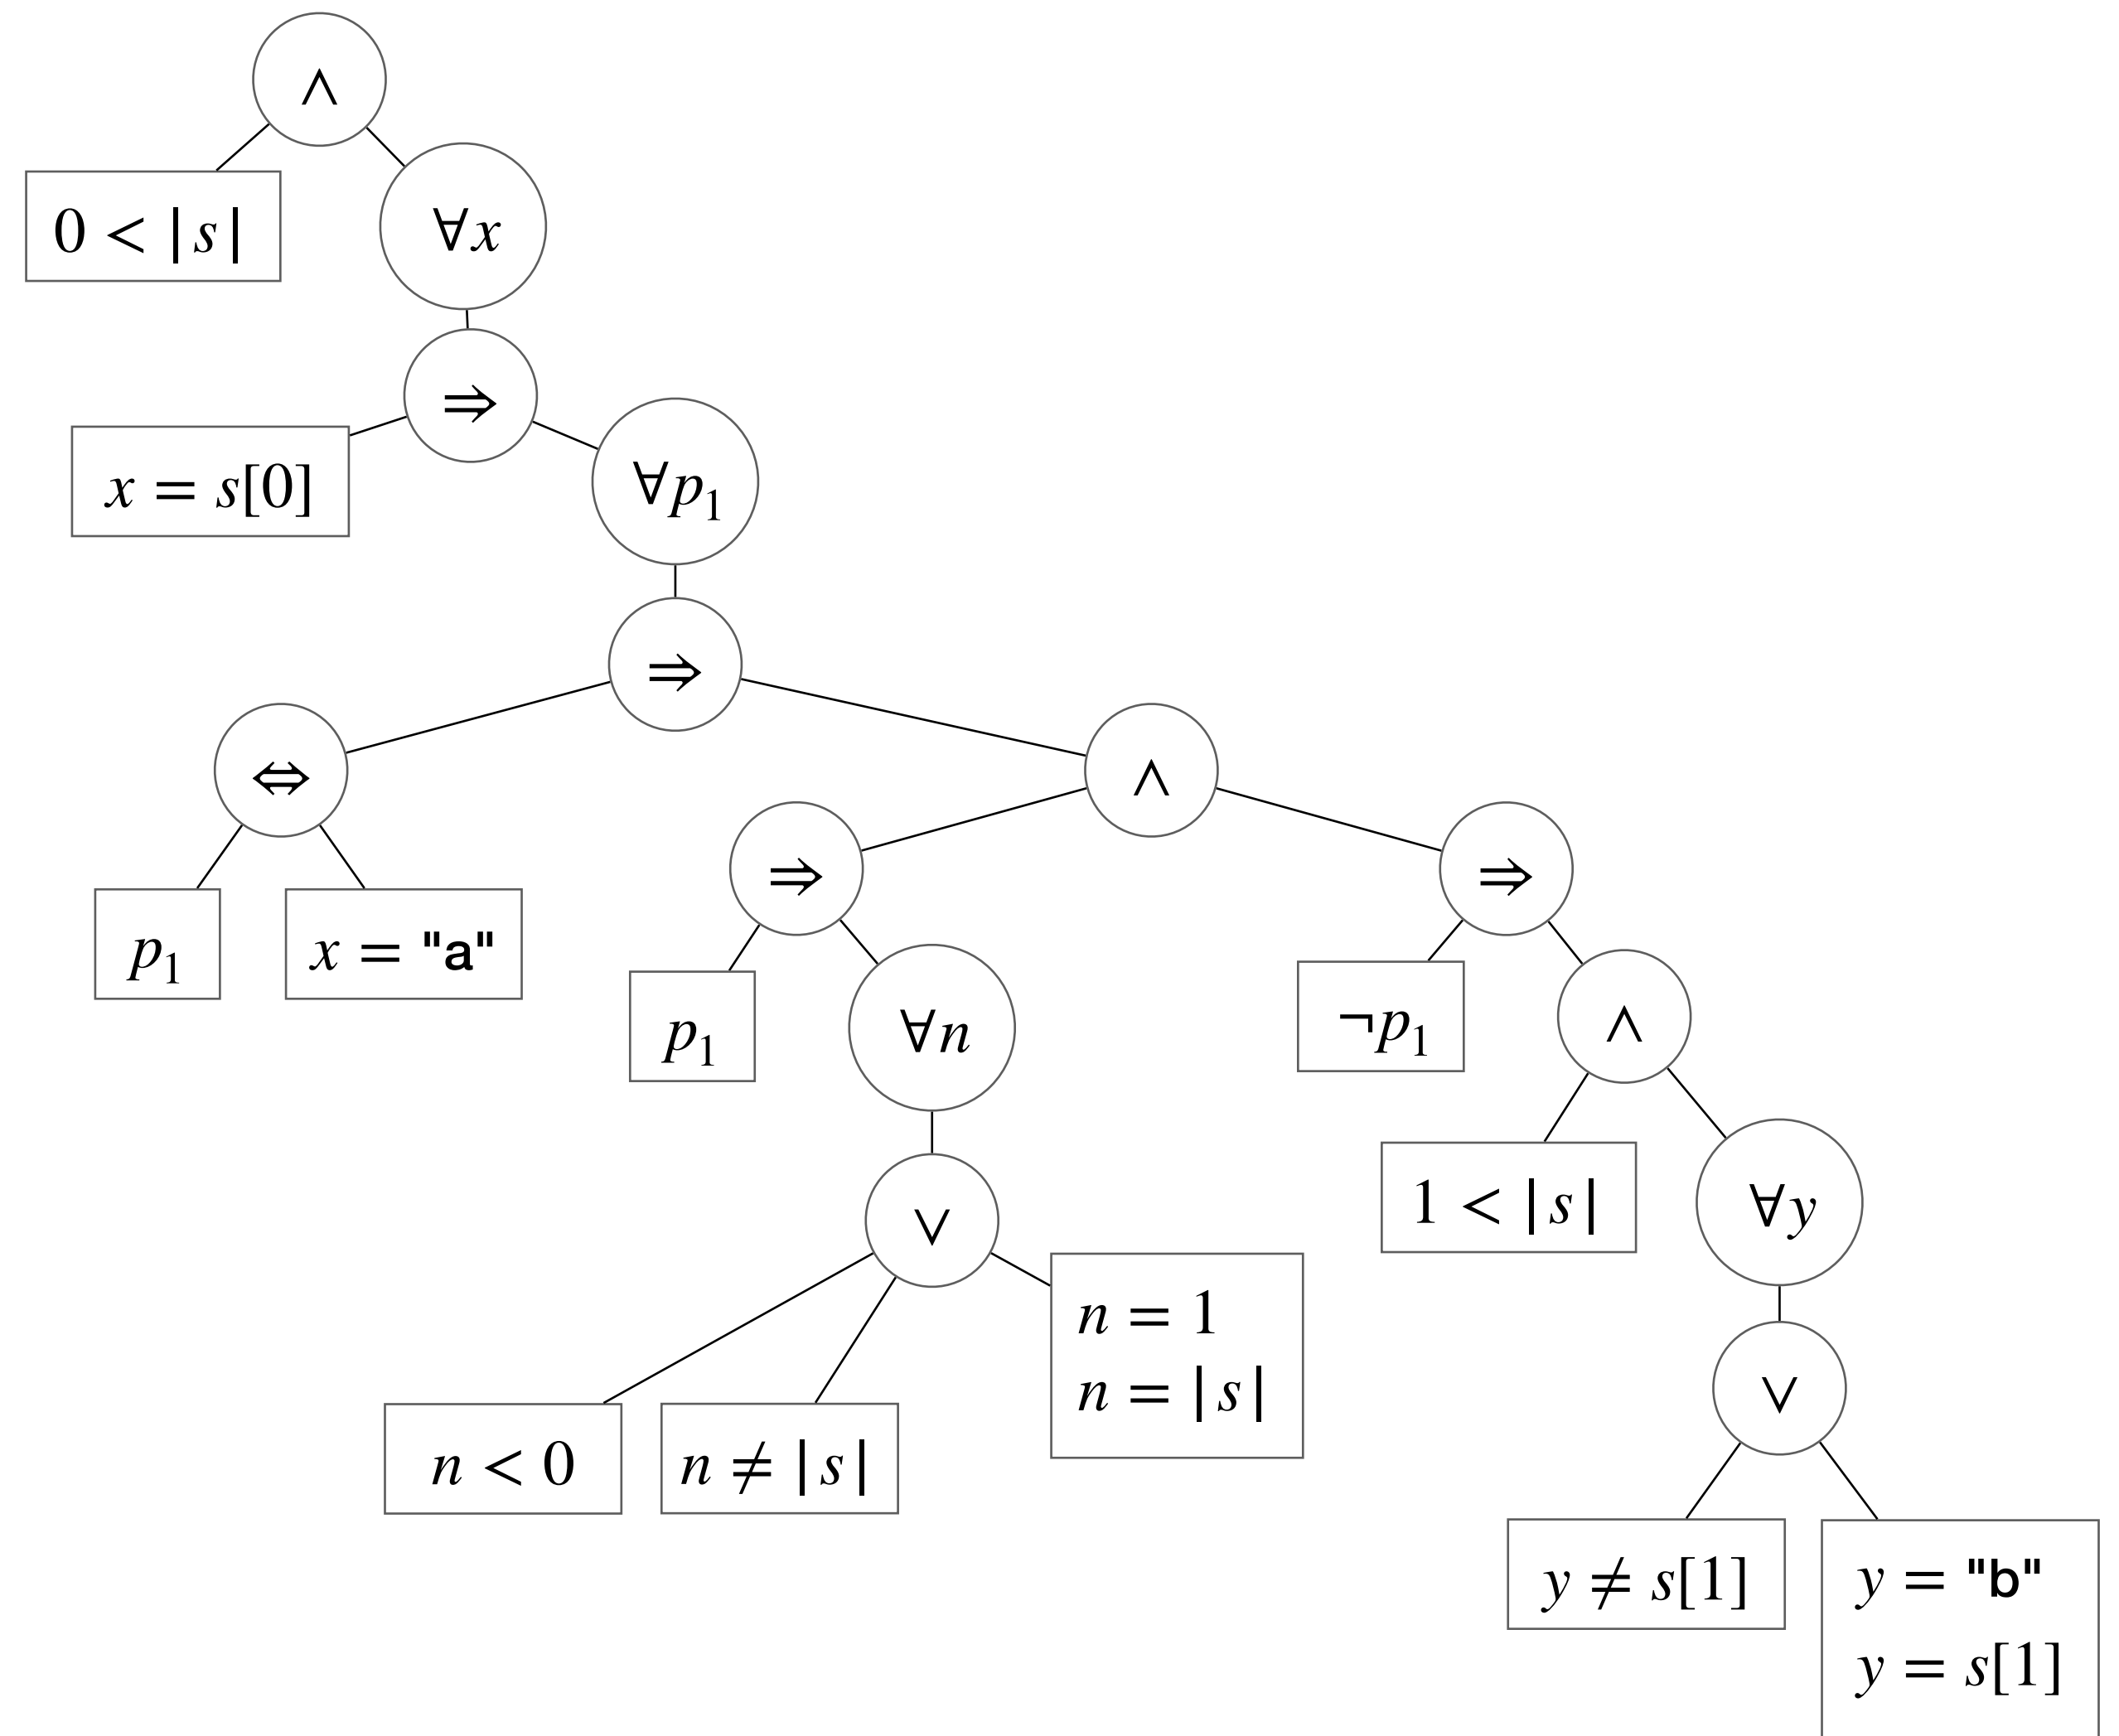 ∧
0 < |s|
∀x
⇒
x = s[0]
∀p₁
⇒
⇔
∧
p₁
x = "a"
⇒
⇒
p₁
∀n
¬p₁
∧
∨
1 < |s|
∀y
n < 0
n ≠ |s|
n = 1
n = |s|
∨
y ≠ s[1]
y = "b"
y = s[1]